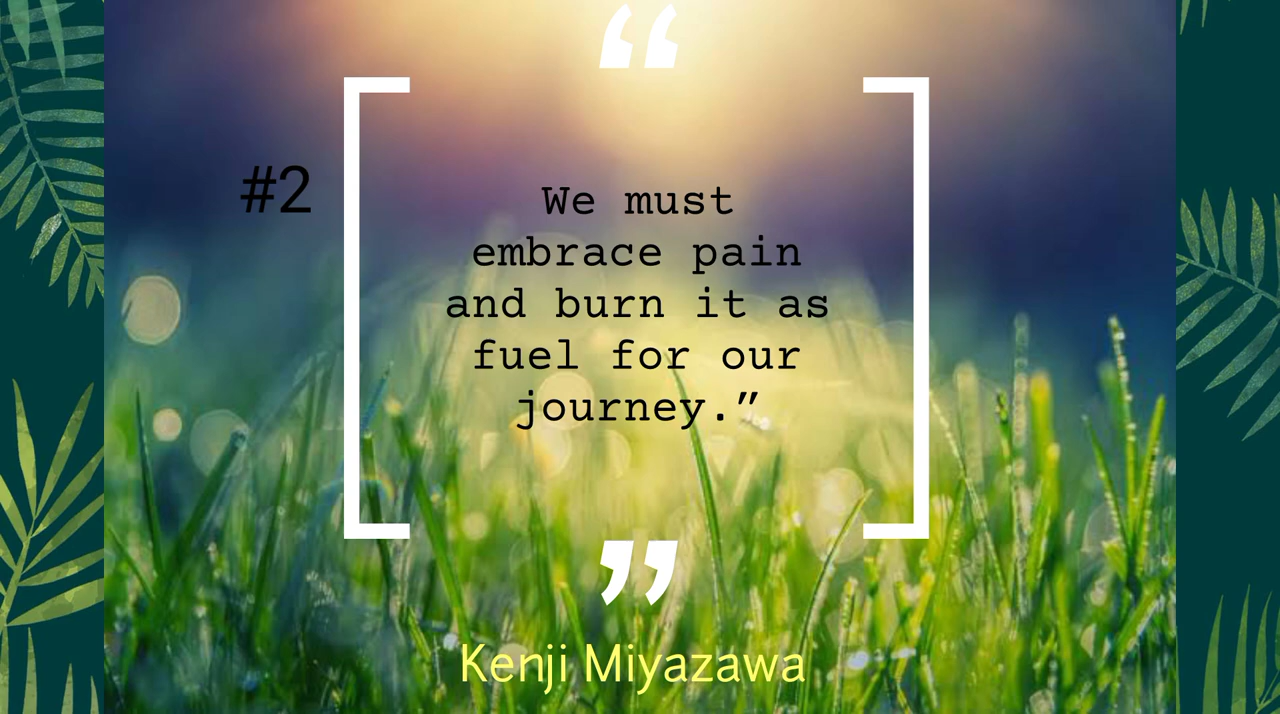 “
#2
We must
embrace pain
and burn it as
fuel for our
journey.”
”
Kenji Miyazawa